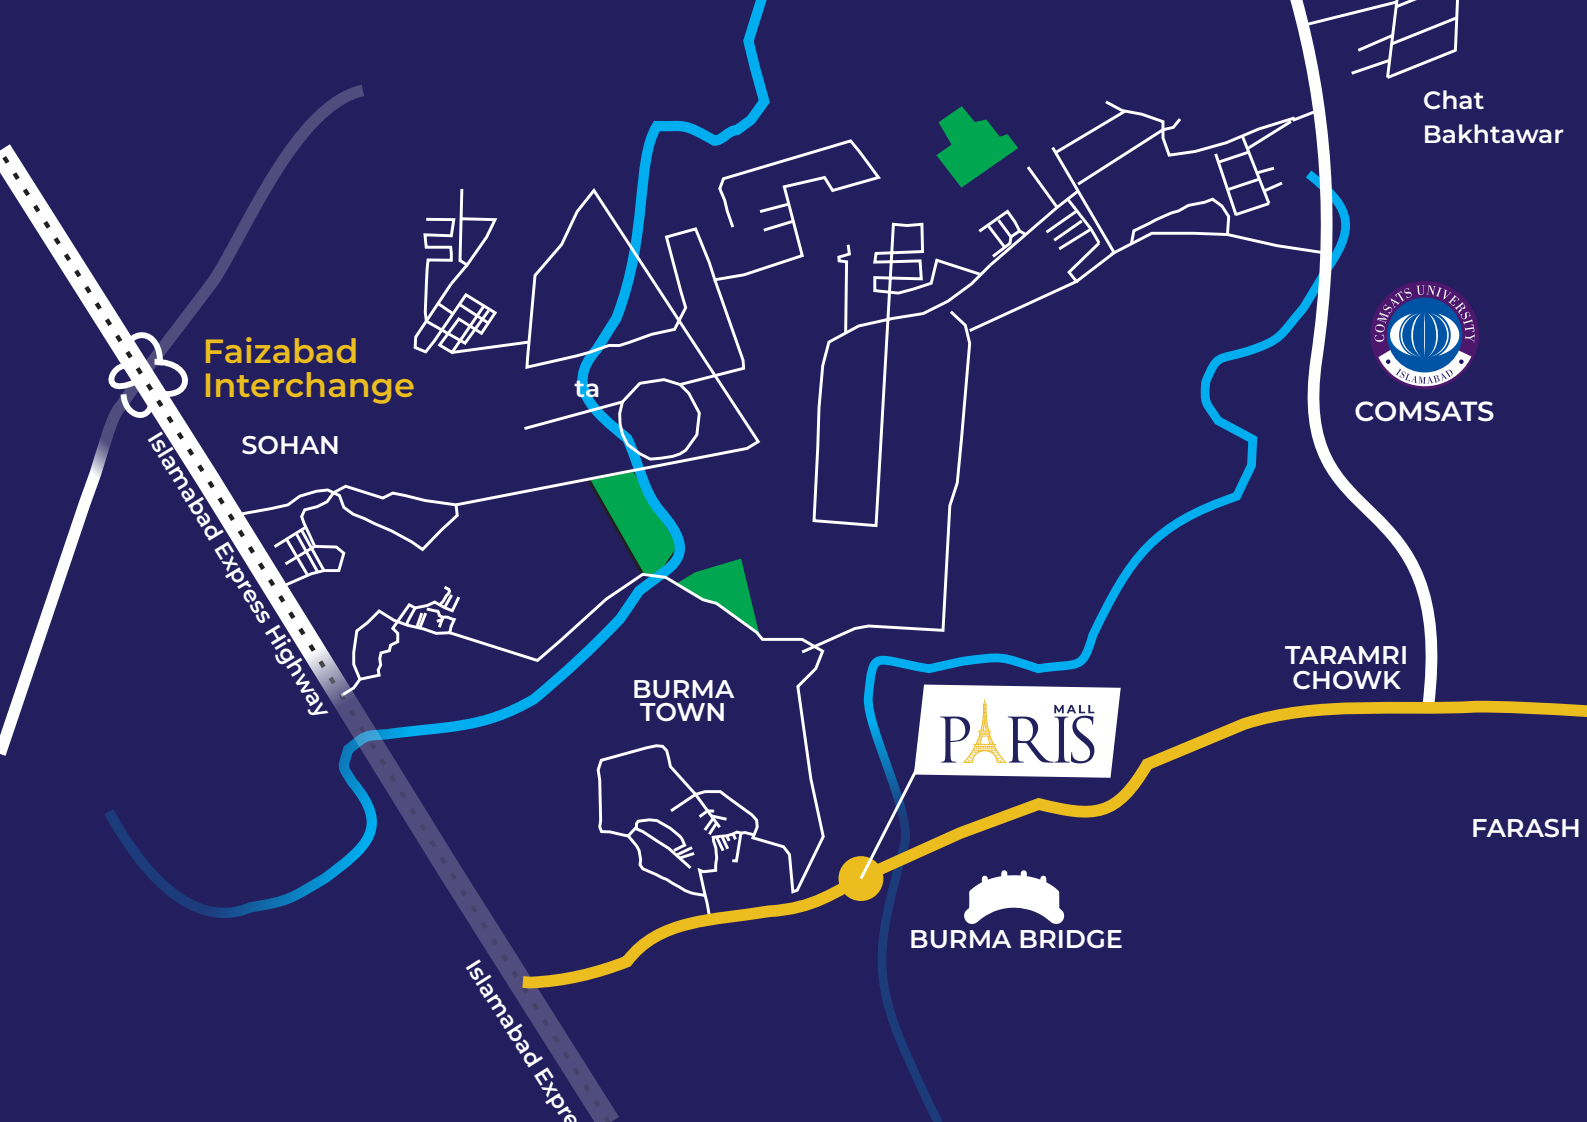 Chat
Bakhtawar
COMSATS UNIVERSITY
ISLAMABAD
COMSATS
Faizabad
Interchange
ta
SOHAN
Islamabad Express Highway
TARAMRI
CHOWK
BURMA
TOWN
MALL
PARIS
FARASH
BURMA BRIDGE
Islamabad Expre